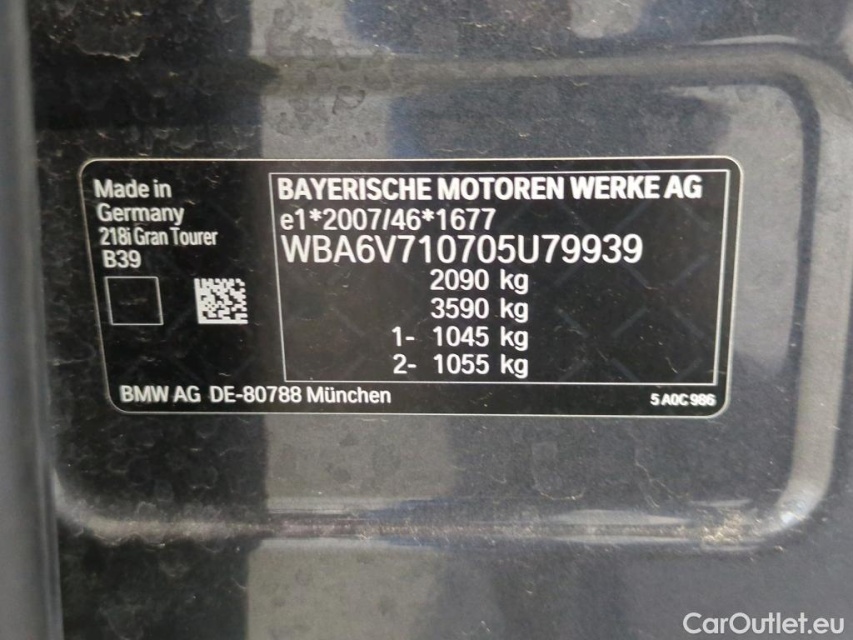 Made in
Germany
218i Gran Tourer
B39
BAYERISCHE MOTOREN WERKE AG
e1*2007/46*1677
WBA6V710705U79939
2090 kg
3590 kg
1- 1045 kg
2- 1055 kg
BMW AG DE-80788 München
5 A0C 986
CarOutlet.eu